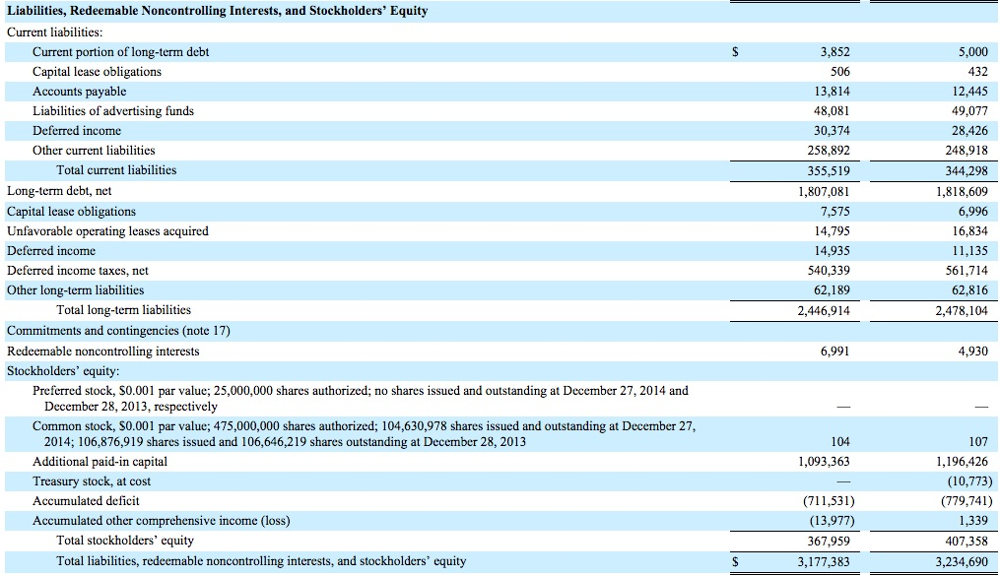 Liabilities, Redeemable Noncontrolling Interests, and Stockholders’ Equity
Current liabilities:
Current portion of long-term debt $ 3,852 5,000
Capital lease obligations 506 432
Accounts payable 13,814 12,445
Liabilities of advertising funds 48,081 49,077
Deferred income 30,374 28,426
Other current liabilities 258,892 248,918
Total current liabilities 355,519 344,298
Long-term debt, net 1,807,081 1,818,609
Capital lease obligations 7,575 6,996
Unfavorable operating leases acquired 14,795 16,834
Deferred income 14,935 11,135
Deferred income taxes, net 540,339 561,714
Other long-term liabilities 62,189 62,816
Total long-term liabilities 2,446,914 2,478,104
Commitments and contingencies (note 17)
Redeemable noncontrolling interests 6,991 4,930
Stockholders’ equity:
Preferred stock, $0.001 par value; 25,000,000 shares authorized; no shares issued and outstanding at December 27, 2014 and
December 28, 2013, respectively — —
Common stock, $0.001 par value; 475,000,000 shares authorized; 104,630,978 shares issued and outstanding at December 27,
2014; 106,876,919 shares issued and 106,646,219 shares outstanding at December 28, 2013 104 107
Additional paid-in capital 1,093,363 1,196,426
Treasury stock, at cost — (10,773)
Accumulated deficit (711,531) (779,741)
Accumulated other comprehensive income (loss) (13,977) 1,339
Total stockholders’ equity 367,959 407,358
Total liabilities, redeemable noncontrolling interests, and stockholders’ equity $ 3,177,383 3,234,690